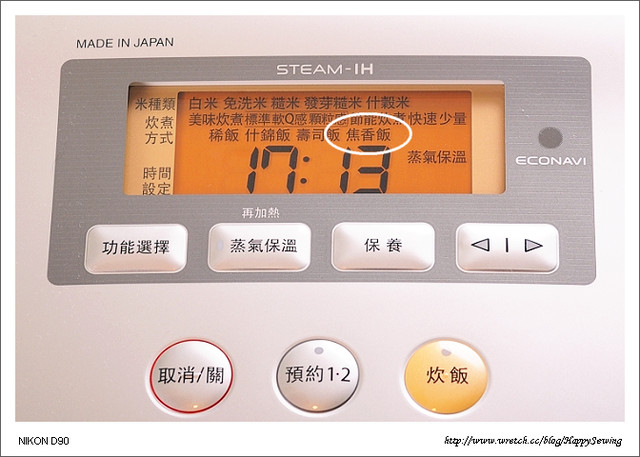 MADE IN JAPAN
STEAM-IH
米種類 白米 免洗米 糙米 發芽糙米 什穀米
炊煮 美味炊煮標準軟Q感顆粒感節能炊煮快速少量
方式 稀飯 什錦飯 壽司飯 焦香飯
蒸氣保溫
時間
設定 17:13
ECONAVI
再加熱
功能選擇 蒸氣保溫 保養
取消/關 預約1·2 炊飯
NIKON D90 http://www.wretch.cc/blog/HappySewing